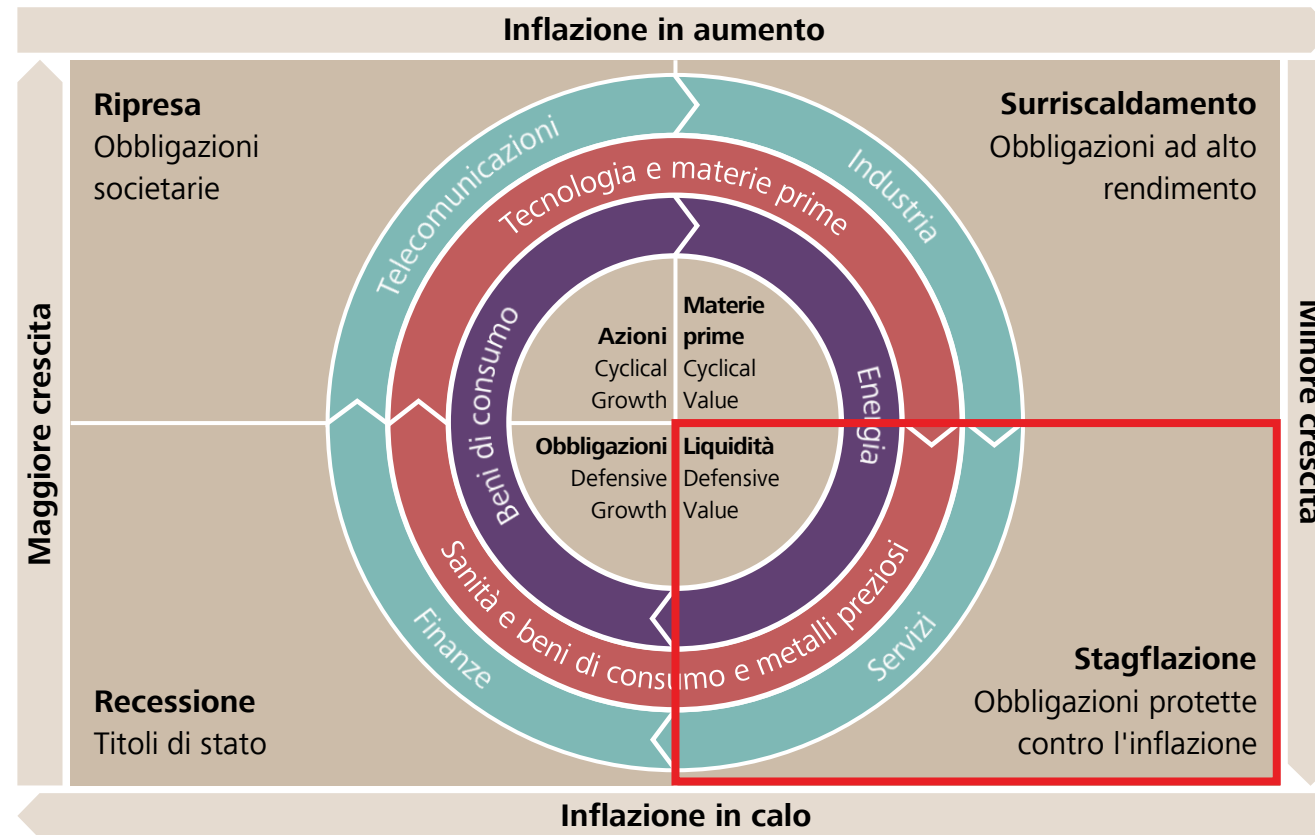 Inflazione in aumento
Ripresa
Obbligazioni
societarie
Surriscaldamento
Obbligazioni ad alto
rendimento
Telecomunicazioni
Industria
Tecnologia e materie prime
Beni di consumo
Energia
Azioni
Cyclical
Growth
Materie
prime
Cyclical
Value
Obbligazioni
Defensive
Growth
Liquidità
Defensive
Value
Maggiore crescita
Minore crescita
Sanità e beni di consumo e metalli preziosi
Finanze
Servizi
Recessione
Titoli di stato
Stagflazione
Obbligazioni protette
contro l'inflazione
Inflazione in calo